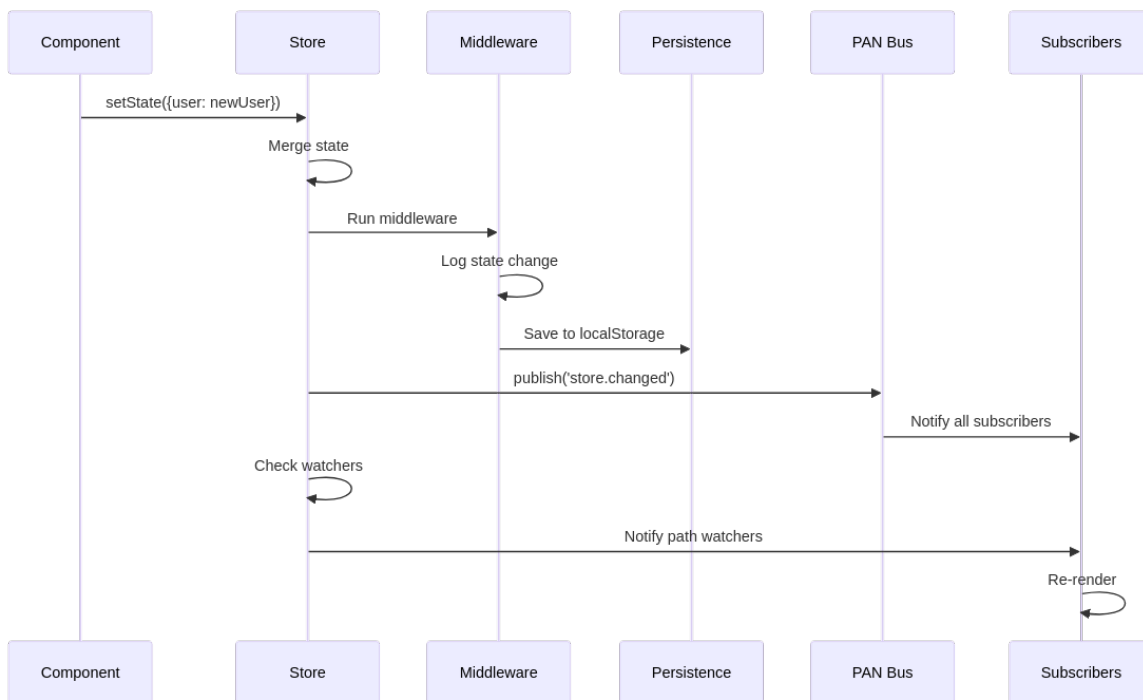 Component
Store
Middleware
Persistence
PAN Bus
Subscribers
setState({user: newUser})
Merge state
Run middleware
Log state change
Save to localStorage
publish('store.changed')
Notify all subscribers
Check watchers
Notify path watchers
Re-render
Component
Store
Middleware
Persistence
PAN Bus
Subscribers